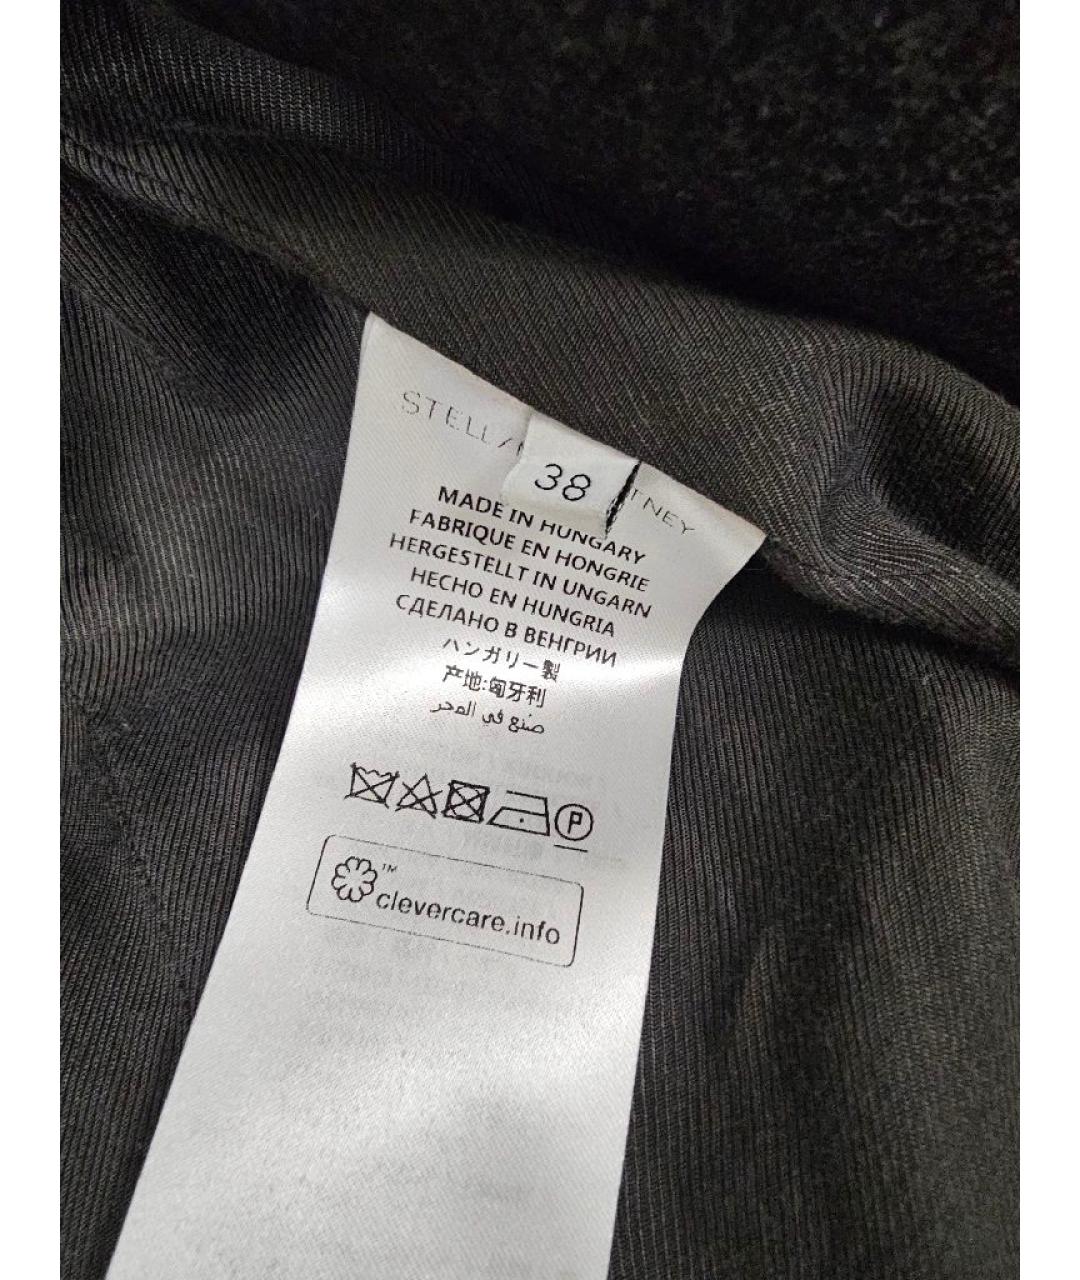 STELLA
38
TNEY
MADE IN HUNGARY
FABRIQUE EN HONGRIE
HERGESTELLT IN UNGARN
HECHO EN HUNGRIA
СДЕЛАНО В ВЕНГРИИ
ハンガリー製
产地:匈牙利
صنع في المجر
P
TM
clevercare.info